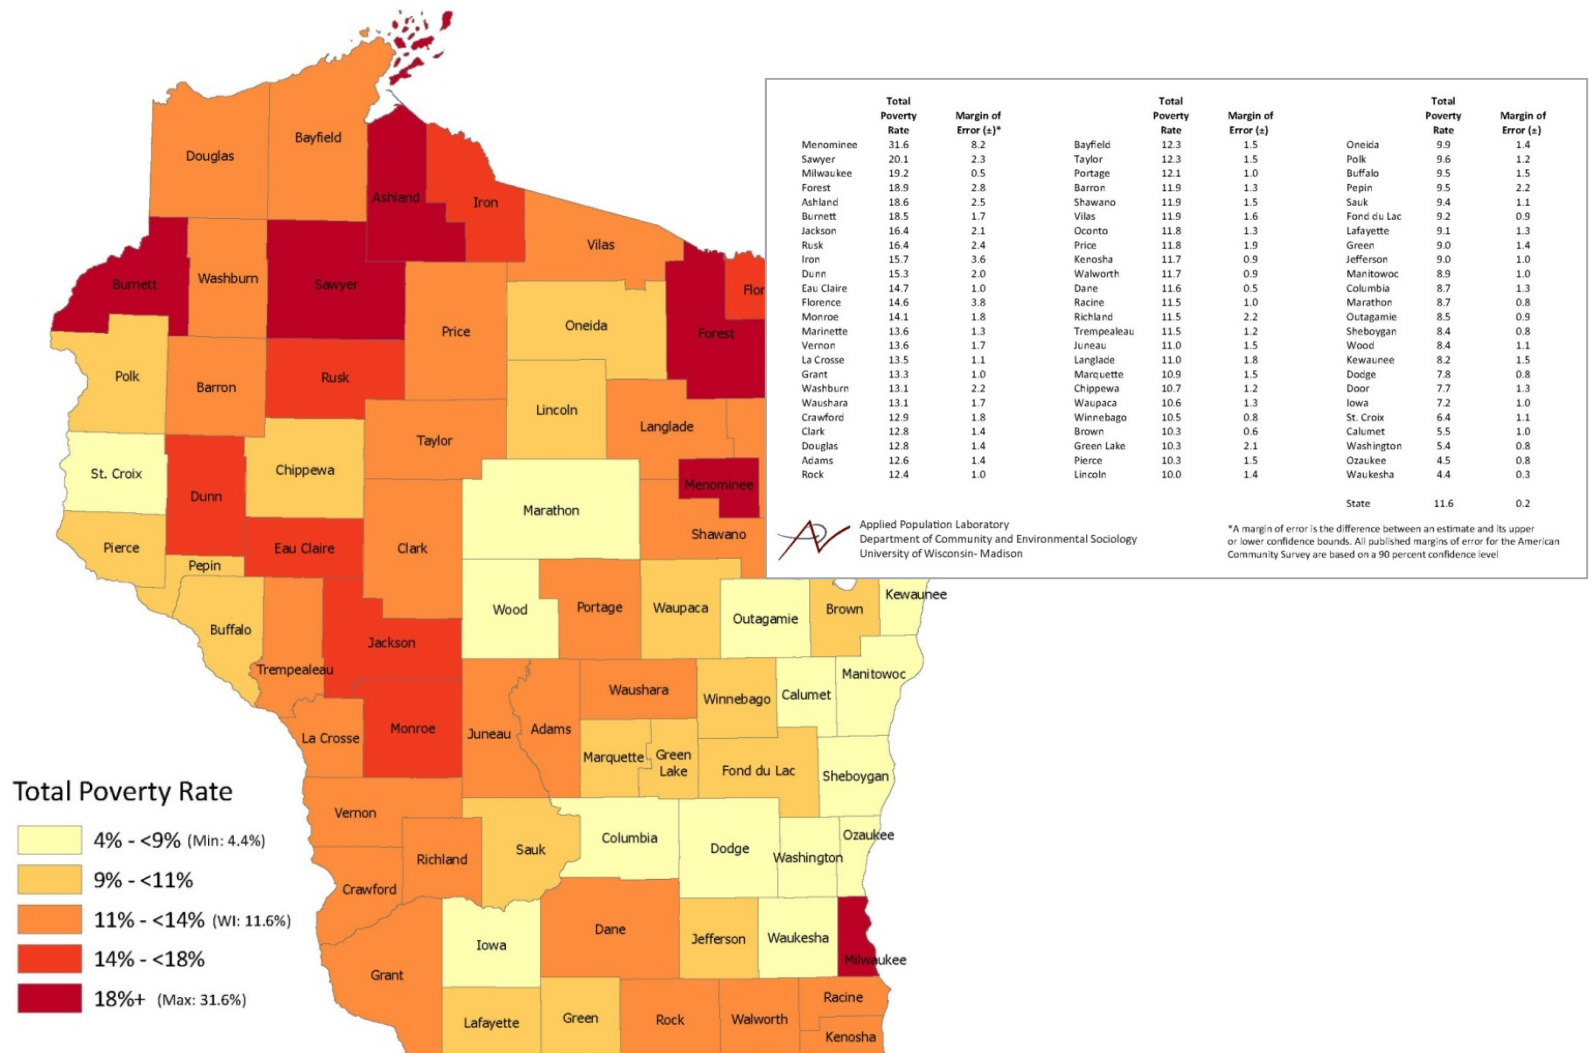 Bayfield
Douglas
Ashland
Iron
Vilas
Burnett
Washburn
Sawyer
Flor
Price
Oneida
Forest
Polk
Barron
Rusk
Lincoln
Langlade
Taylor
St. Croix
Chippewa
Dunn
Menominee
Marathon
Shawano
Pierce
Eau Claire
Clark
Pepin
Wood
Portage
Waupaca
Outagamie
Brown
Kewaunee
Buffalo
Jackson
Trempealeau
Waushara
Winnebago
Calumet
Manitowoc
La Crosse
Monroe
Juneau
Adams
Marquette
Green
Lake
Fond du Lac
Sheboygan
Vernon
Richland
Sauk
Columbia
Dodge
Washington
Ozaukee
Crawford
Iowa
Dane
Jefferson
Waukesha
Milwaukee
Grant
Lafayette
Green
Rock
Walworth
Racine
Kenosha
Total Poverty Rate
4% - <9% (Min: 4.4%)
9% - <11%
11% - <14% (WI: 11.6%)
14% - <18%
18%+ (Max: 31.6%)
Total Total Total
Poverty Margin of Poverty Margin of Poverty Margin of
Rate Error (±)* Rate Error (±) Rate Error (±)
Menominee 31.6 8.2 Bayfield 12.3 1.5 Oneida 9.9 1.4
Sawyer 20.1 2.3 Taylor 12.3 1.5 Polk 9.6 1.2
Milwaukee 19.2 0.5 Portage 12.1 1.0 Buffalo 9.5 1.5
Forest 18.9 2.8 Barron 11.9 1.3 Pepin 9.5 2.2
Ashland 18.6 2.5 Shawano 11.9 1.5 Sauk 9.4 1.1
Burnett 18.5 1.7 Vilas 11.9 1.6 Fond du Lac 9.2 0.9
Jackson 16.4 2.1 Oconto 11.8 1.3 Lafayette 9.1 1.3
Rusk 16.4 2.4 Price 11.8 1.9 Green 9.0 1.4
Iron 15.7 3.6 Kenosha 11.7 0.9 Jefferson 9.0 1.0
Dunn 15.3 2.0 Walworth 11.7 0.9 Manitowoc 8.9 1.0
Eau Claire 14.7 1.0 Dane 11.6 0.5 Columbia 8.7 1.3
Florence 14.6 3.8 Racine 11.5 1.0 Marathon 8.7 0.8
Monroe 14.1 1.8 Richland 11.5 2.2 Outagamie 8.5 0.9
Marinette 13.6 1.3 Trempealeau 11.5 1.2 Sheboygan 8.4 0.8
Vernon 13.6 1.7 Juneau 11.0 1.5 Wood 8.4 1.1
La Crosse 13.5 1.1 Langlade 11.0 1.8 Kewaunee 8.2 1.5
Grant 13.3 1.0 Marquette 10.9 1.5 Dodge 7.8 0.8
Washburn 13.1 2.2 Chippewa 10.7 1.2 Door 7.7 1.3
Waushara 13.1 1.7 Waupaca 10.6 1.3 Iowa 7.2 1.0
Crawford 12.9 1.8 Winnebago 10.5 0.8 St. Croix 6.4 1.1
Clark 12.8 1.4 Brown 10.3 0.6 Calumet 5.5 1.0
Douglas 12.8 1.4 Green Lake 10.3 2.1 Washington 5.4 0.8
Adams 12.6 1.4 Pierce 10.3 1.5 Ozaukee 4.5 0.8
Rock 12.4 1.0 Lincoln 10.0 1.4 Waukesha 4.4 0.3
State 11.6 0.2
Applied Population Laboratory
Department of Community and Environmental Sociology
University of Wisconsin- Madison
*A margin of error is the difference between an estimate and its upper
or lower confidence bounds. All published margins of error for the American
Community Survey are based on a 90 percent confidence level